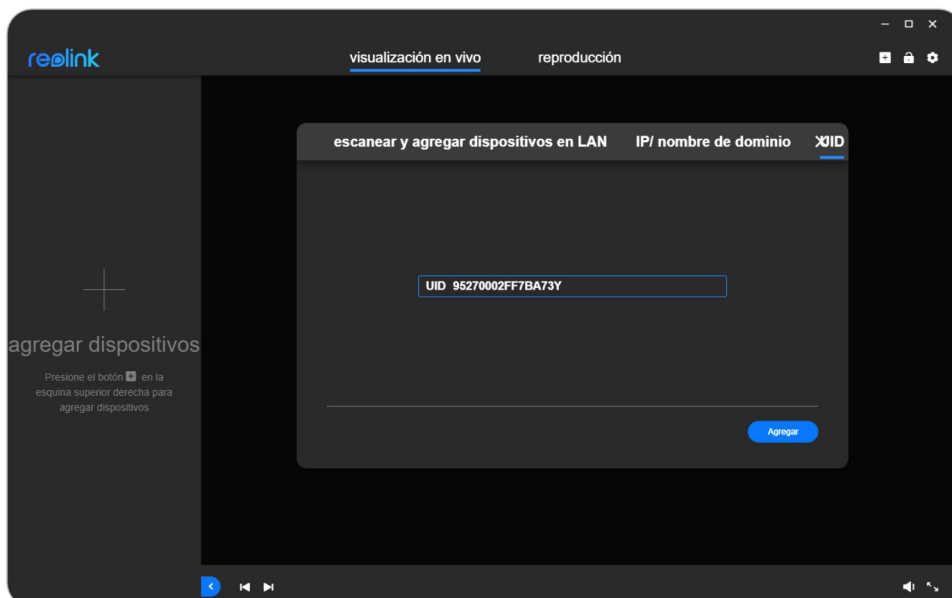 reolink
visualización en vivo
reproducción
escanear y agregar dispositivos en LAN
IP/ nombre de dominio
UID
UID 95270002FF7BA73Y
agregar dispositivos
Presione el botón en la
esquina superior derecha para
agregar dispositivos
Agregar